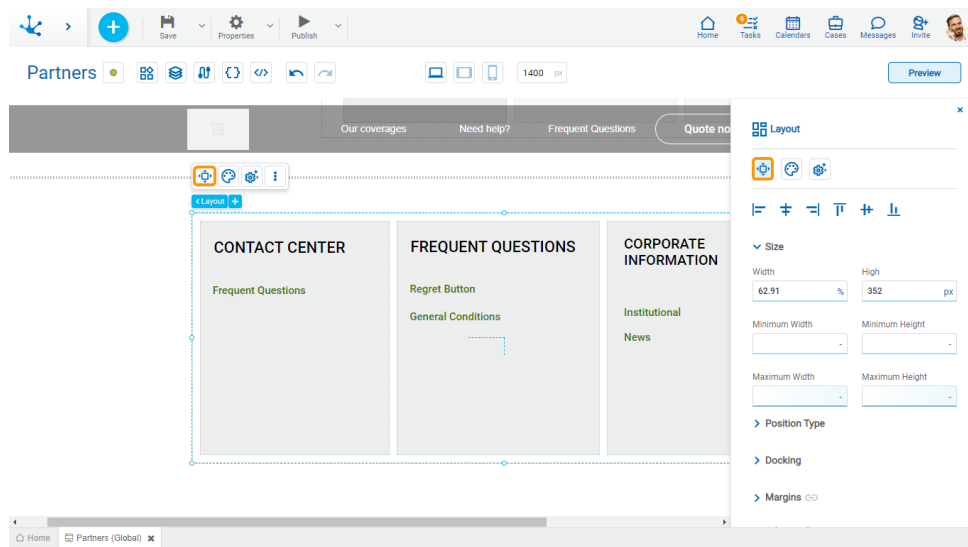 Save
Properties
Publish
Home
9
Tasks
Calendars
Cases
Messages
Invite
Partners
1400 px
Preview
Our coverages
Need help?
Frequent Questions
Quote no
Layout
Layout
CONTACT CENTER
Frequent Questions
FREQUENT QUESTIONS
Regret Button
General Conditions
CORPORATE
INFORMATION
Institutional
News
Size
Width
High
62.91 %
352 px
Minimum Width
Minimum Height
-
-
Maximum Width
Maximum Height
-
-
Position Type
Docking
Margins
Home
Partners (Global)